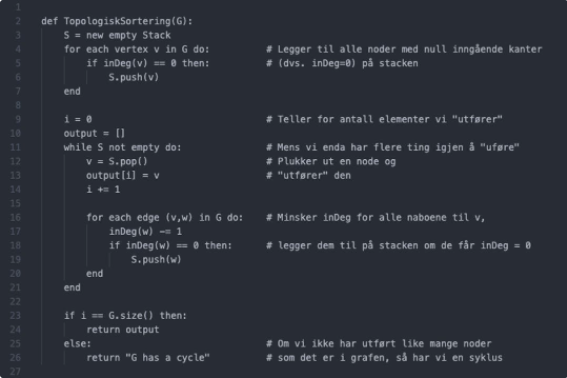 1
2 def TopologiskSortering(G):
3 S = new empty Stack
4 for each vertex v in G do: # Legger til alle noder med null inngående kanter
5 if inDeg(v) == 0 then: # (dvs. inDeg=0) på stacken
6 S.push(v)
7 end
8
9 i = 0 # Teller for antall elementer vi "utfører"
10 output = []
11 while S not empty do: # Mens vi enda har flere ting igjen å "uføre"
12 v = S.pop() # Plukker ut en node og
13 output[i] = v # "utfører" den
14 i += 1
15
16 for each edge (v,w) in G do: # Minsker inDeg for alle naboene til v,
17 inDeg(w) -= 1
18 if inDeg(w) == 0 then: # legger dem til på stacken om de får inDeg = 0
19 S.push(w)
20 end
21 end
22
23 if i == G.size() then:
24 return output
25 else: # Om vi ikke har utført like mange noder
26 return "G has a cycle" # som det er i grafen, så har vi en syklus
27